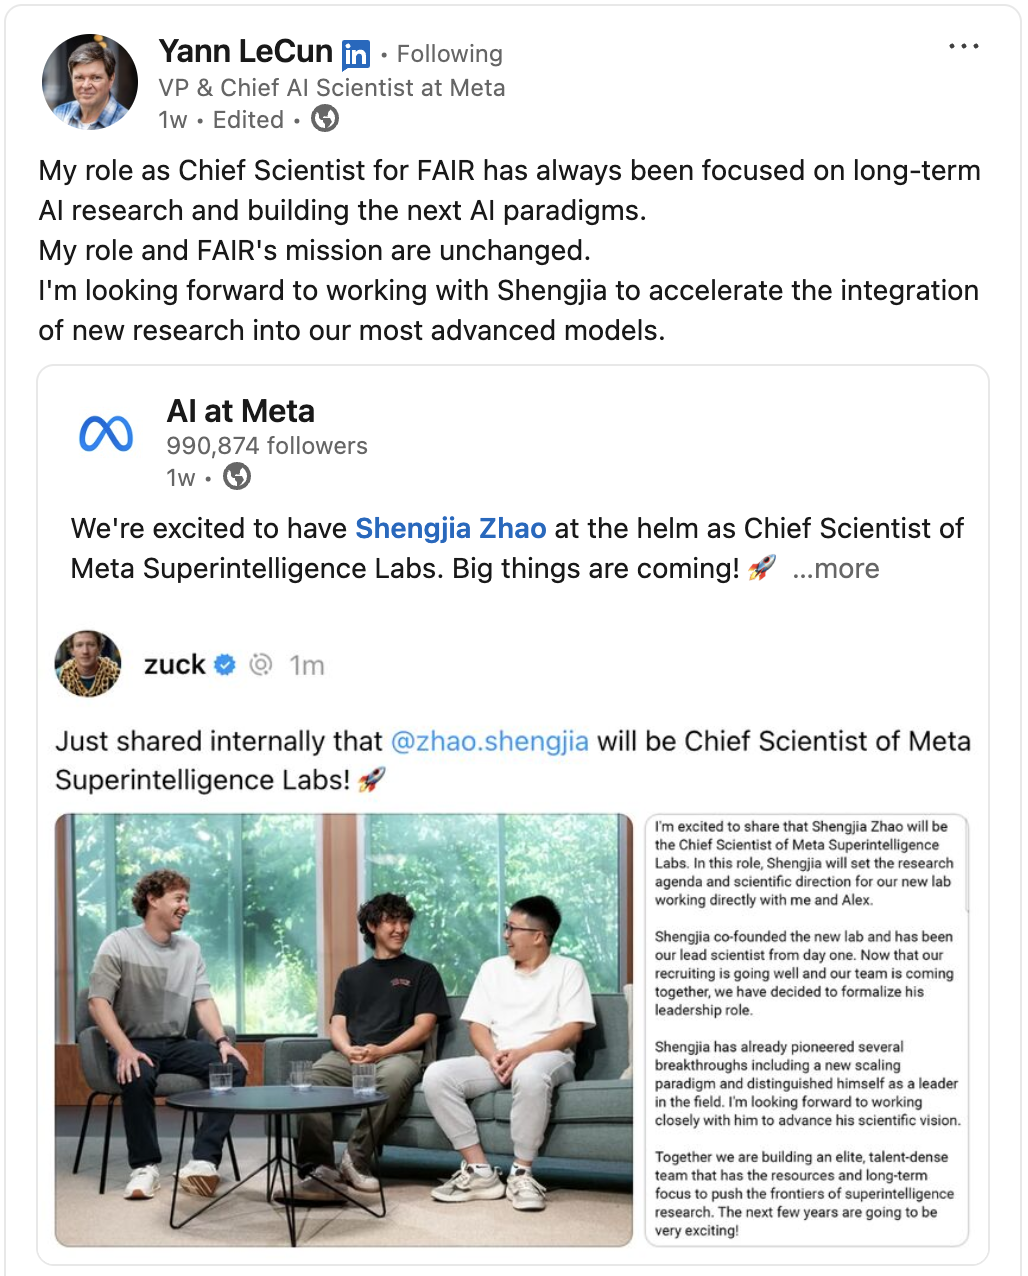 Yann LeCun in • Following
VP & Chief AI Scientist at Meta
1w • Edited •
My role as Chief Scientist for FAIR has always been focused on long-term
AI research and building the next AI paradigms.
My role and FAIR's mission are unchanged.
I'm looking forward to working with Shengjia to accelerate the integration
of new research into our most advanced models.
AI at Meta
990,874 followers
1w •
We're excited to have Shengjia Zhao at the helm as Chief Scientist of
Meta Superintelligence Labs. Big things are coming! 🚀 ...more
zuck 1m
Just shared internally that @zhao.shengjia will be Chief Scientist of Meta
Superintelligence Labs! 🚀
I'm excited to share that Shengjia Zhao will be
the Chief Scientist of Meta Superintelligence
Labs. In this role, Shengjia will set the research
agenda and scientific direction for our new lab
working directly with me and Alex.
Shengjia co-founded the new lab and has been
our lead scientist from day one. Now that our
recruiting is going well and our team is coming
together, we have decided to formalize his
leadership role.
Shengjia has already pioneered several
breakthroughs including a new scaling
paradigm and distinguished himself as a leader
in the field. I'm looking forward to working
closely with him to advance his scientific vision.
Together we are building an elite, talent-dense
team that has the resources and long-term
focus to push the frontiers of superintelligence
research. The next few years are going to be
very exciting!